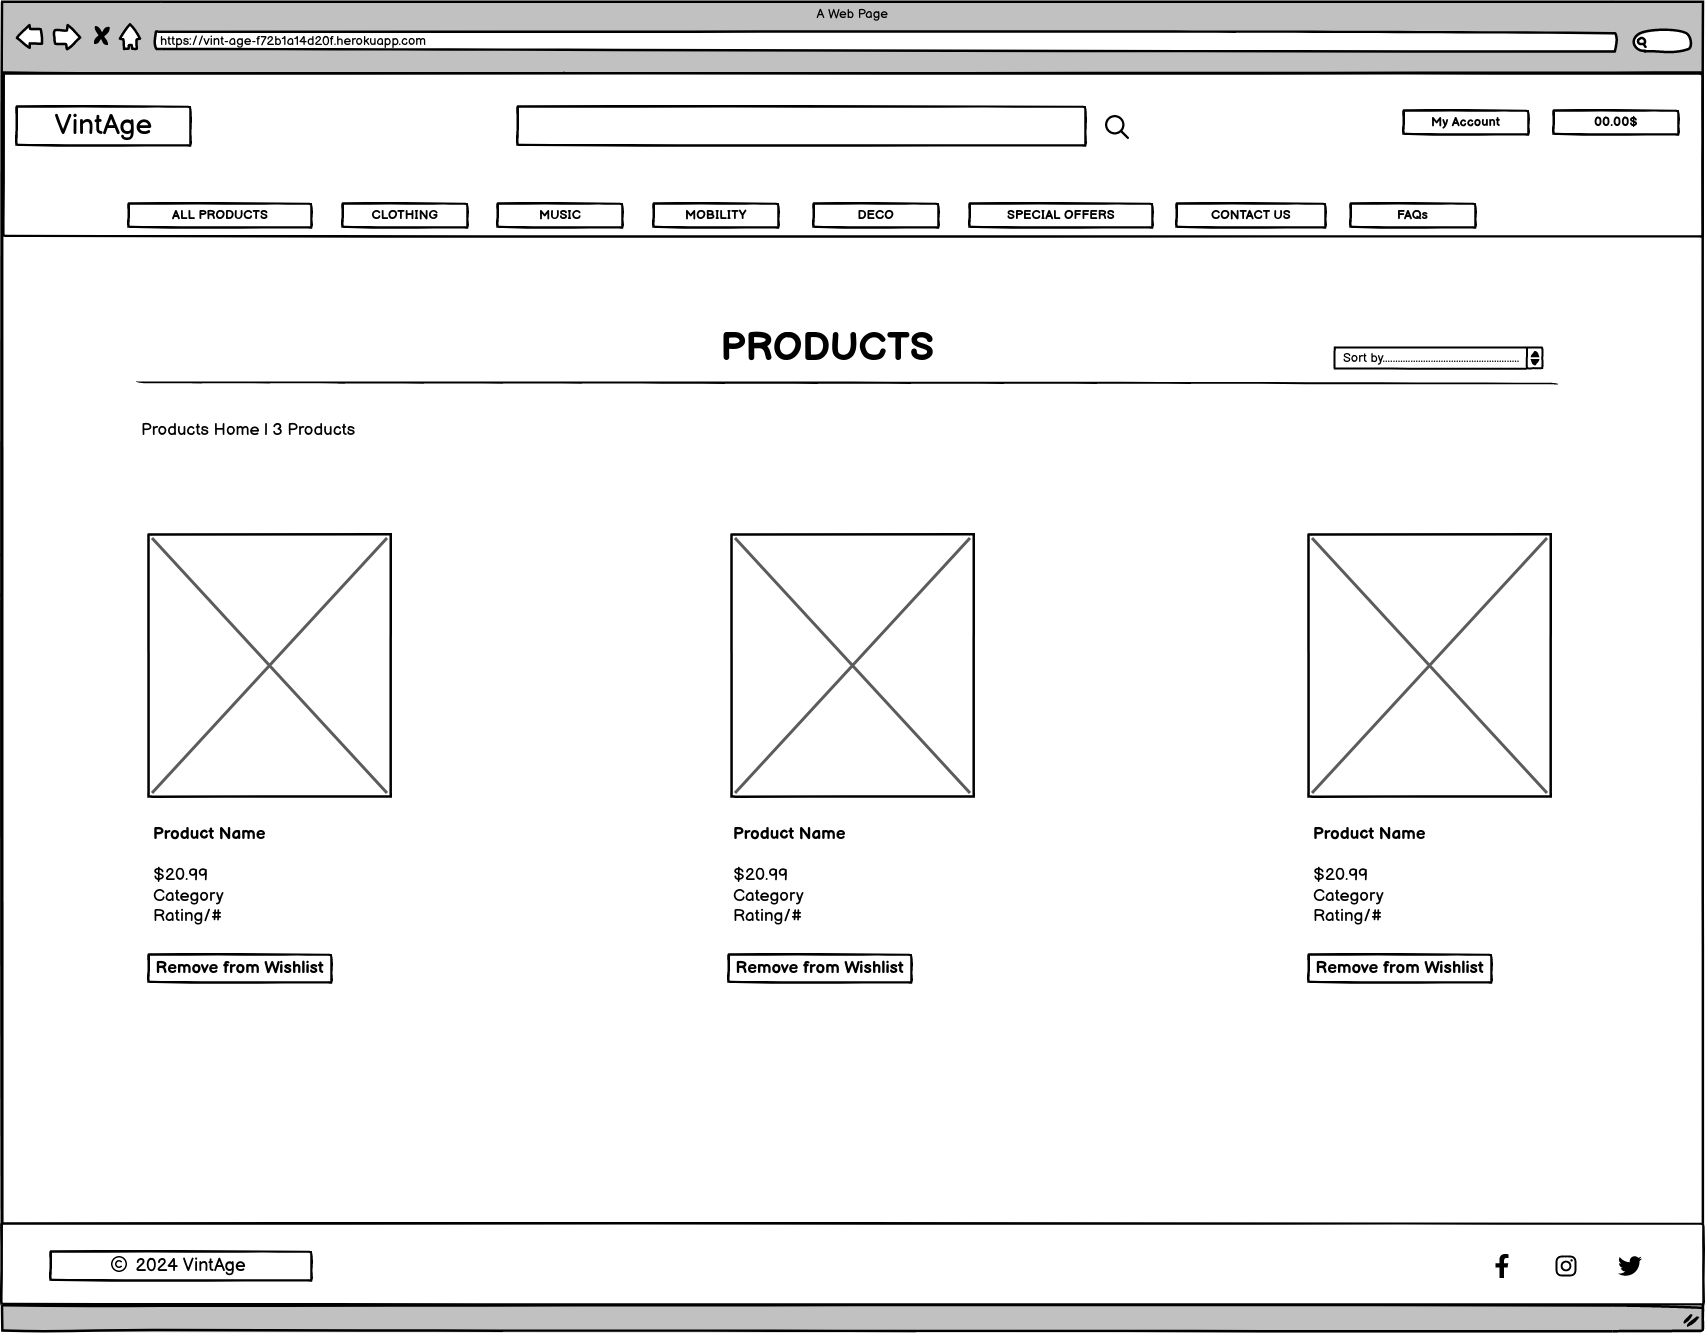 A Web Page
https://vint-age-f72b1a14d20f.herokuapp.com
VintAge
My Account
00.00$
ALL PRODUCTS
CLOTHING
MUSIC
MOBILITY
DECO
SPECIAL OFFERS
CONTACT US
FAQs
PRODUCTS
Sort by......................................................
Products Home | 3 Products
Product Name
$20.99
Category
Rating/#
Remove from Wishlist
Product Name
$20.99
Category
Rating/#
Remove from Wishlist
Product Name
$20.99
Category
Rating/#
Remove from Wishlist
© 2024 VintAge